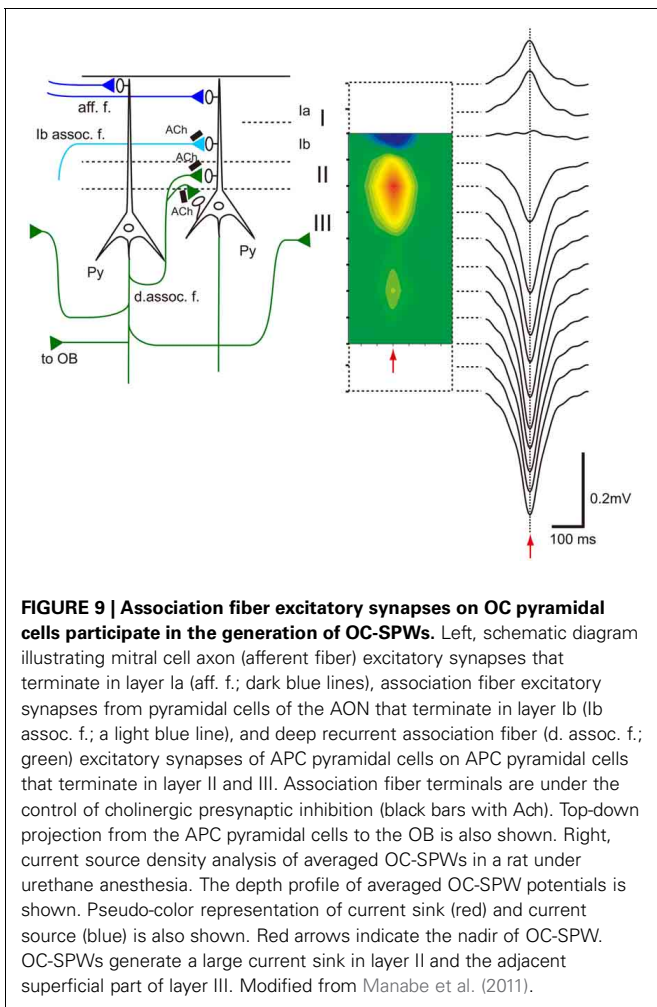 aff. f.
Ia
I
Ib assoc. f.
ACh
Ib
ACh
II
ACh
III
Py
Py
d.assoc. f.
to OB
0.2mV
100 ms
FIGURE 9 | Association fiber excitatory synapses on OC pyramidal
cells participate in the generation of OC-SPWs. Left, schematic diagram
illustrating mitral cell axon (afferent fiber) excitatory synapses that
terminate in layer Ia (aff. f.; dark blue lines), association fiber excitatory
synapses from pyramidal cells of the AON that terminate in layer Ib (Ib
assoc. f.; a light blue line), and deep recurrent association fiber (d. assoc. f.;
green) excitatory synapses of APC pyramidal cells on APC pyramidal cells
that terminate in layer II and III. Association fiber terminals are under the
control of cholinergic presynaptic inhibition (black bars with Ach). Top-down
projection from the APC pyramidal cells to the OB is also shown. Right,
current source density analysis of averaged OC-SPWs in a rat under
urethane anesthesia. The depth profile of averaged OC-SPW potentials is
shown. Pseudo-color representation of current sink (red) and current
source (blue) is also shown. Red arrows indicate the nadir of OC-SPW.
OC-SPWs generate a large current sink in layer II and the adjacent
superficial part of layer III. Modified from Manabe et al. (2011).